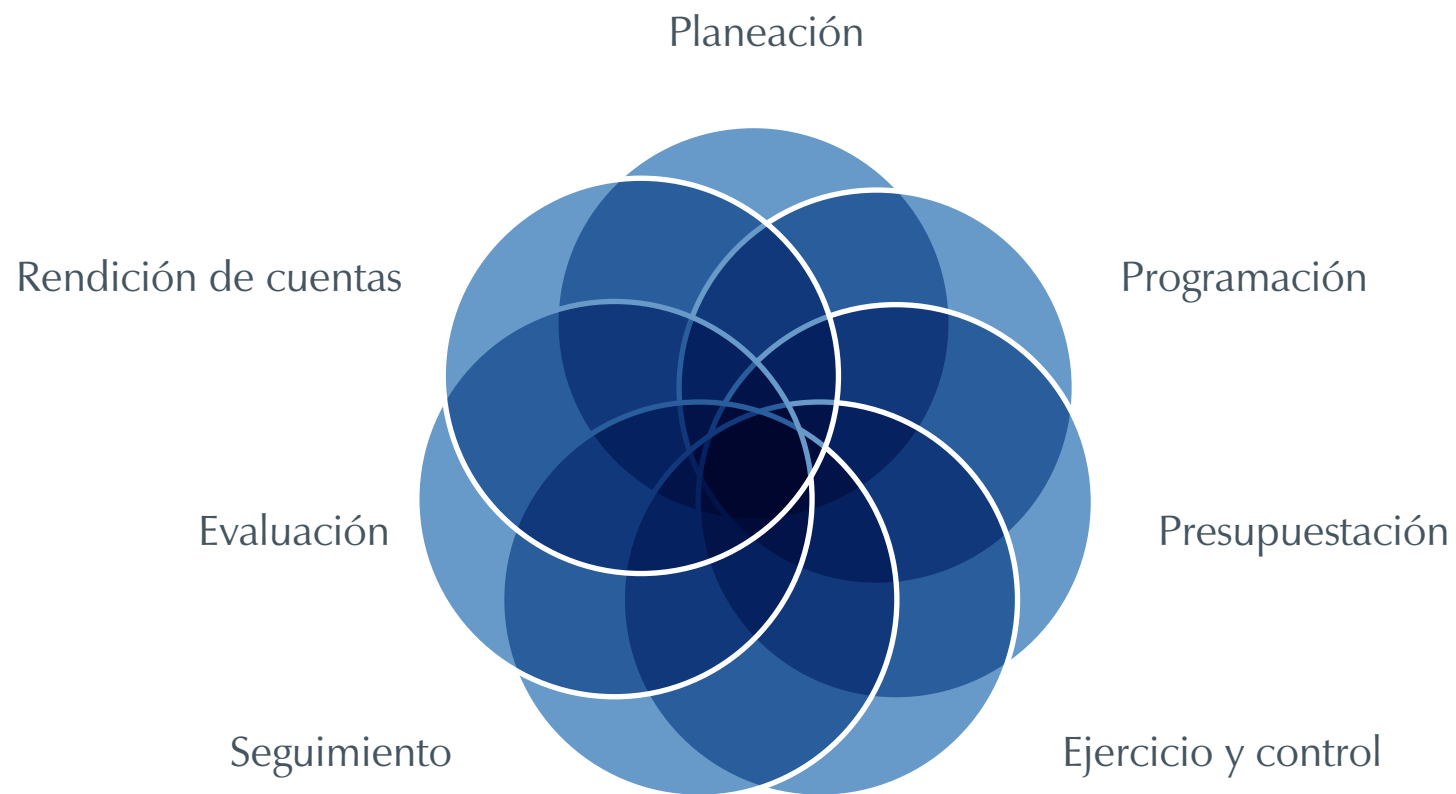 Planeación
Programación
Presupuestación
Ejercicio y control
Seguimiento
Evaluación
Rendición de cuentas